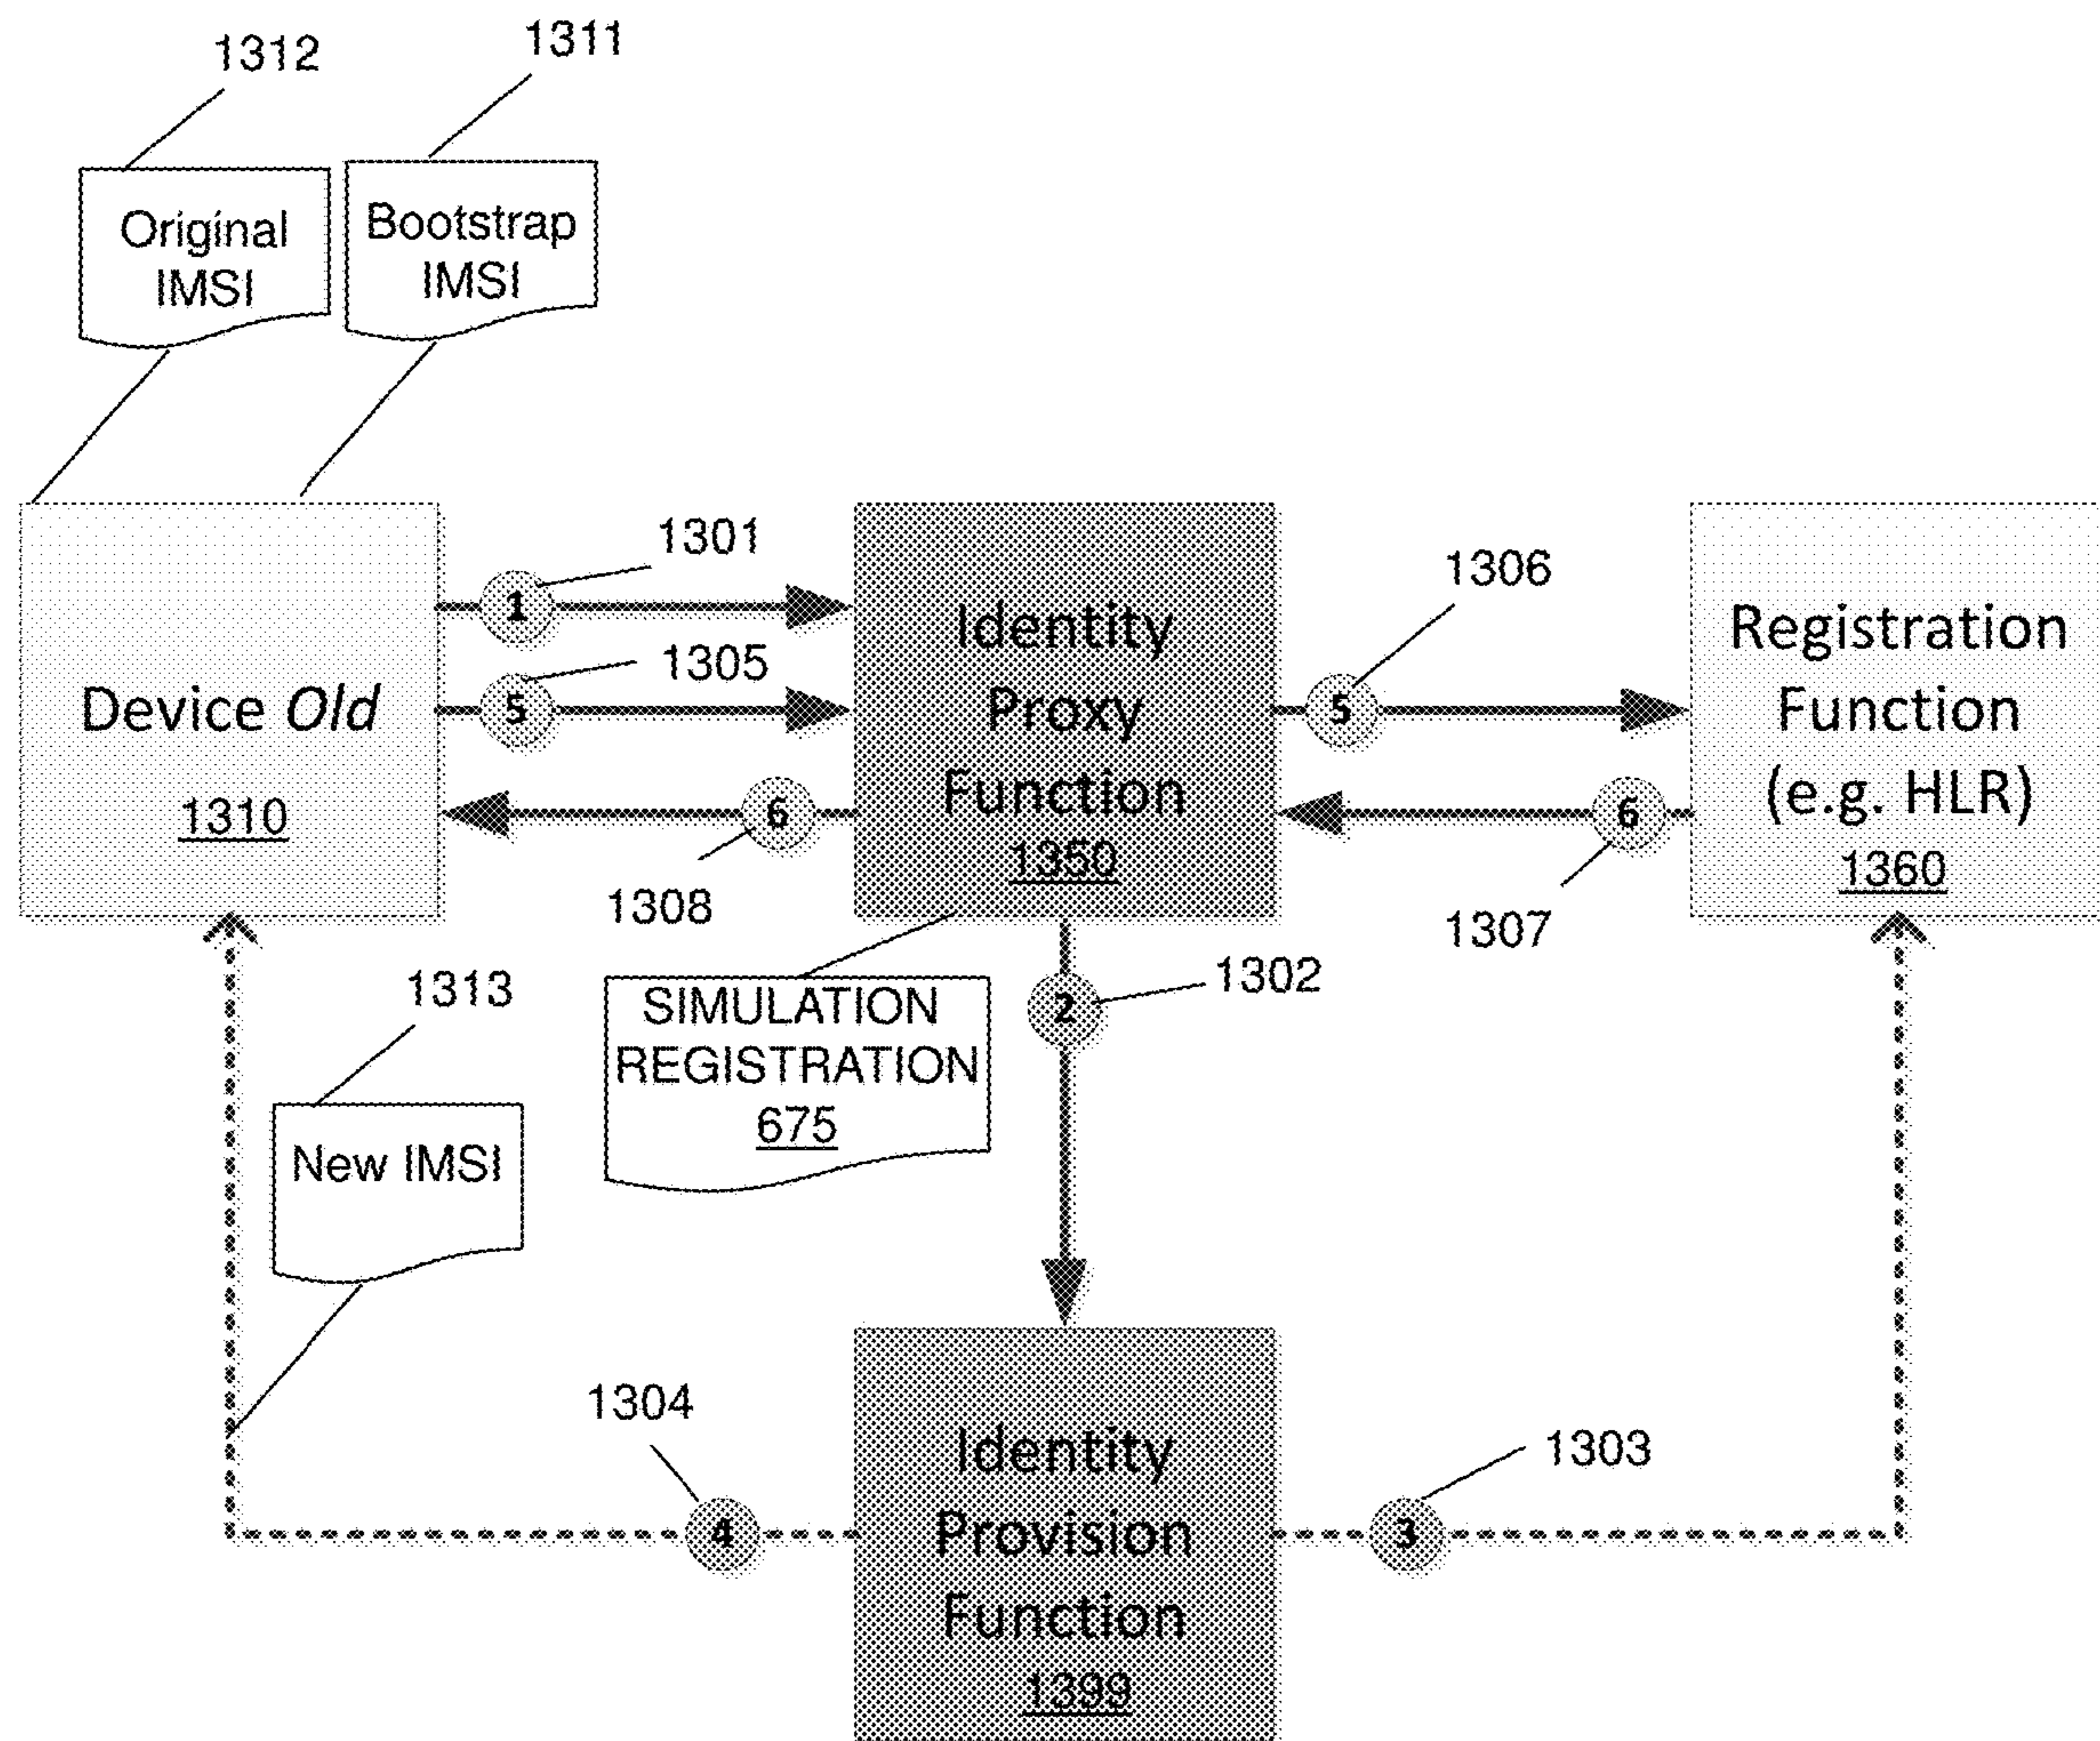 1312
1311
Original
IMSI
Bootstrap
IMSI
1301
1305
1306
1
5
5
6
6
Device Old
1310
Identity
Proxy
Function
1350
Registration
Function
(e.g. HLR)
1360
1308
1307
1313
1302
2
SIMULATION
REGISTRATION
675
New IMSI
1304
1303
4
3
Identity
Provision
Function
1399